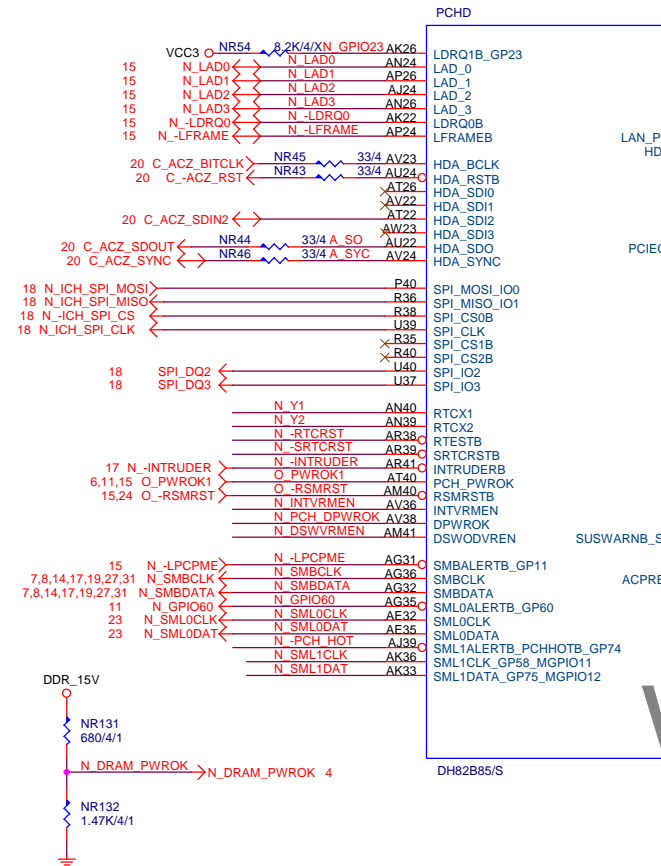 PCHD
VCC3 NR54 8.2K/4/X N_GPIO23 AK26 LDRQ1B_GP23
15 N_LAD0 N_LAD0 AN24 LAD_0
15 N_LAD1 N_LAD1 AP26 LAD_1
15 N_LAD2 N_LAD2 AJ24 LAD_2
15 N_LAD3 N_LAD3 AN26 LAD_3
15 N_-LDRQ0 N_-LDRQ0 AK22 LDRQ0B
15 N_-LFRAME N_-LFRAME AP24 LFRAMEB LAN_P
HD
20 C_ACZ_BITCLK NR45 33/4 AV23 HDA_BCLK
20 C_-ACZ_RST NR43 33/4 AU24 HDA_RSTB
AT26 HDA_SDI0
AV22 HDA_SDI1
20 C_ACZ_SDIN2 AT22 HDA_SDI2
AW23 HDA_SDI3
20 C_ACZ_SDOUT NR44 33/4 A_SO AU22 HDA_SDO PCIEC
20 C_ACZ_SYNC NR46 33/4 A_SYC AV24 HDA_SYNC
18 N_ICH_SPI_MOSI P40 SPI_MOSI_IO0
18 N_ICH_SPI_MISO R36 SPI_MISO_IO1
18 N_-ICH_SPI_CS R38 SPI_CS0B
18 N_ICH_SPI_CLK U39 SPI_CLK
R35 SPI_CS1B
R40 SPI_CS2B
18 SPI_DQ2 U40 SPI_IO2
18 SPI_DQ3 U37 SPI_IO3
N_Y1 AN40 RTCX1
N_Y2 AN39 RTCX2
N_-RTCRST AR38 RTESTB
N_-SRTCRST AR39 SRTCRSTB
17 N_-INTRUDER N_-INTRUDER AR41 INTRUDERB
6,11,15 O_PWROK1 O_PWROK1 AT40 PCH_PWROK
15,24 O_-RSMRST O_-RSMRST AM40 RSMRSTB
N_INTVRMEN AV36 INTVRMEN
N_PCH_DPWROK AV38 DPWROK
N_DSWVRMEN AM41 DSWODVREN SUSWARNB_S
15 N_-LPCPME N_-LPCPME AG31 SMBALERTB_GP11
7,8,14,17,19,27,31 N_SMBCLK N_SMBCLK AG36 SMBCLK ACPRE
7,8,14,17,19,27,31 N_SMBDATA N_SMBDATA AG32 SMBDATA
11 N_GPIO60 N_GPIO60 AG35 SML0ALERTB_GP60
23 N_SML0CLK N_SML0CLK AE32 SML0CLK
23 N_SML0DAT N_SML0DAT AE35 SML0DATA
N_-PCH_HOT AJ39 SML1ALERTB_PCHHOTB_GP74
N_SML1CLK AK36 SML1CLK_GP58_MGPIO11
N_SML1DAT AK33 SML1DATA_GP75_MGPIO12
DDR_15V
NR131
680/4/1
N_DRAM_PWROK N_DRAM_PWROK 4
DH82B85/S
NR132
1.47K/4/1